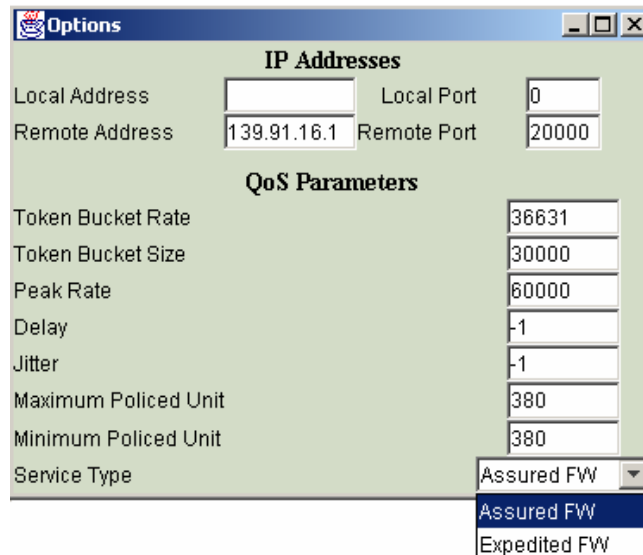 Options
IP Addresses
Local Address Local Port 0
Remote Address 139.91.16.1 Remote Port 20000
QoS Parameters
Token Bucket Rate 36631
Token Bucket Size 30000
Peak Rate 60000
Delay -1
Jitter -1
Maximum Policed Unit 380
Minimum Policed Unit 380
Service Type Assured FW
Assured FW
Expedited FW